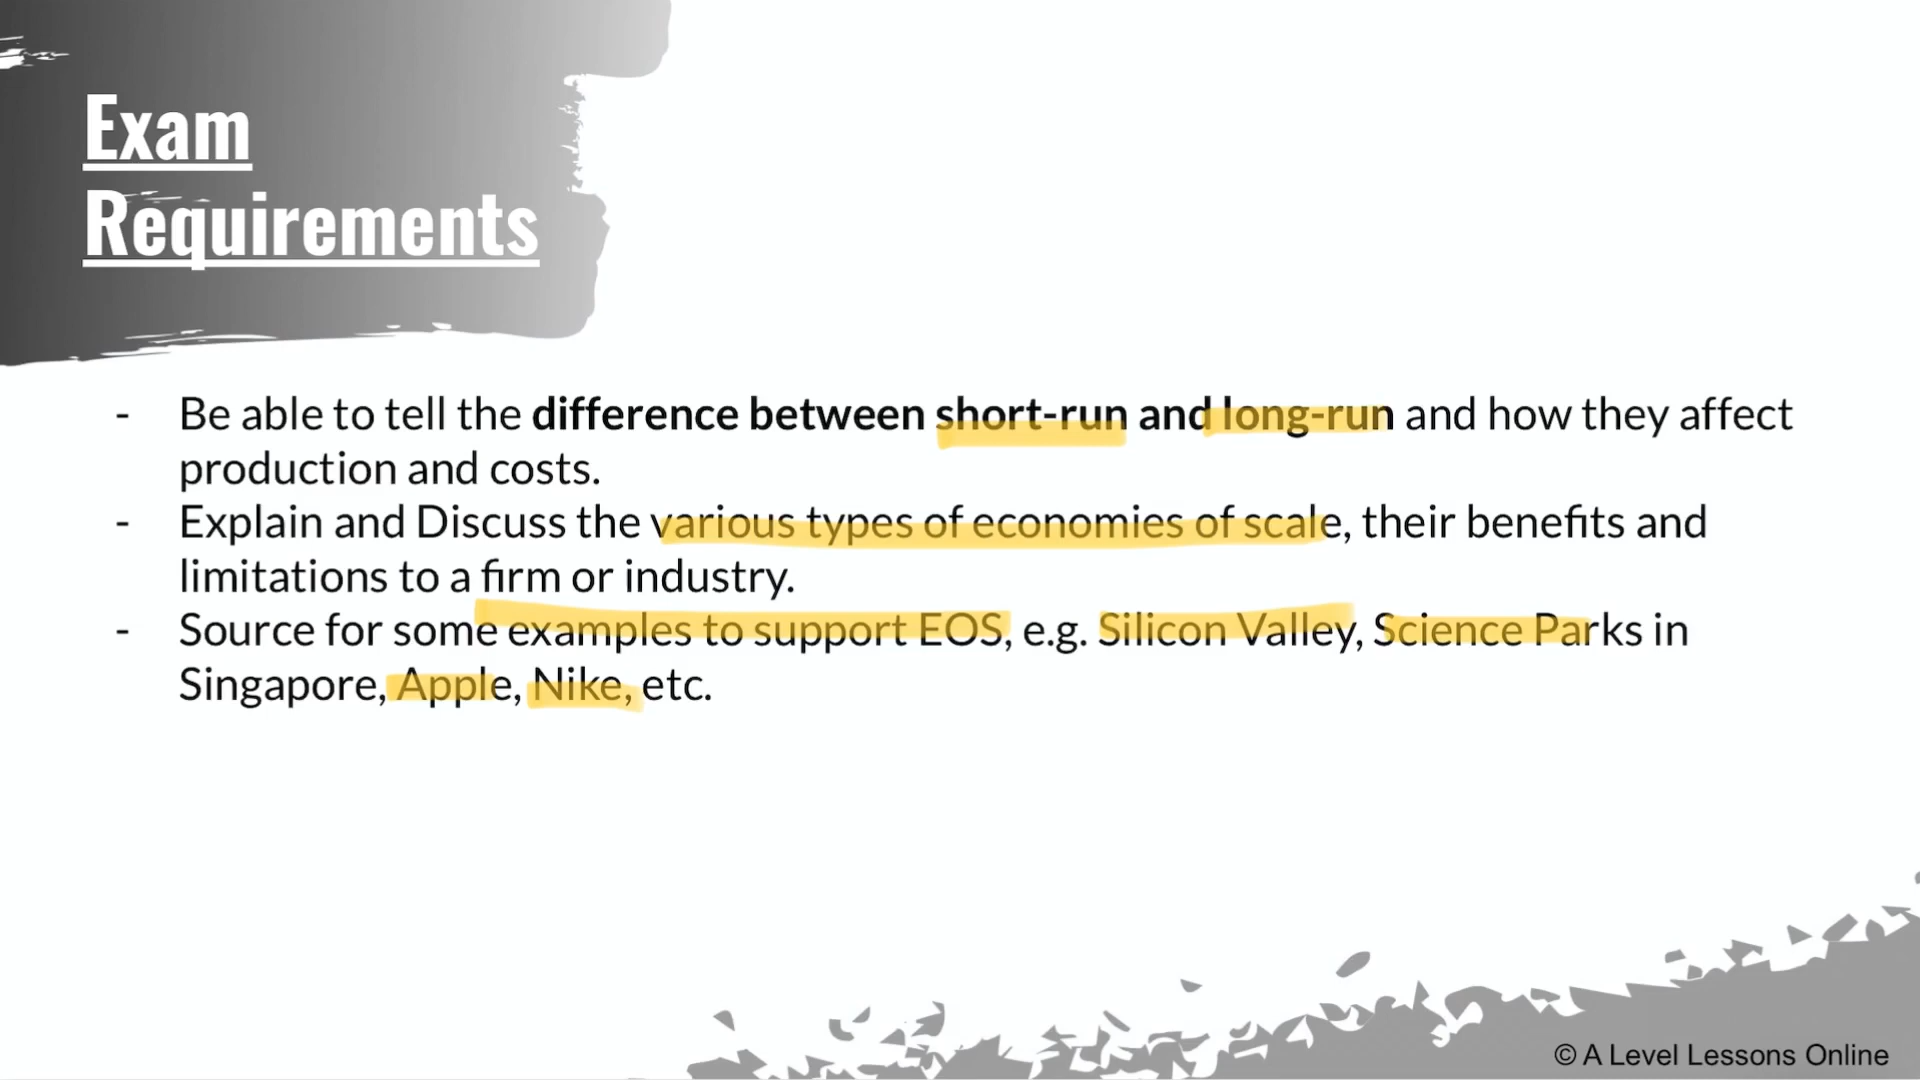 Exam
Requirements
- Be able to tell the difference between short-run and long-run and how they affect
production and costs.
- Explain and Discuss the various types of economies of scale, their benefits and
limitations to a firm or industry.
- Source for some examples to support EOS, e.g. Silicon Valley, Science Parks in
Singapore, Apple, Nike, etc.
© A Level Lessons Online